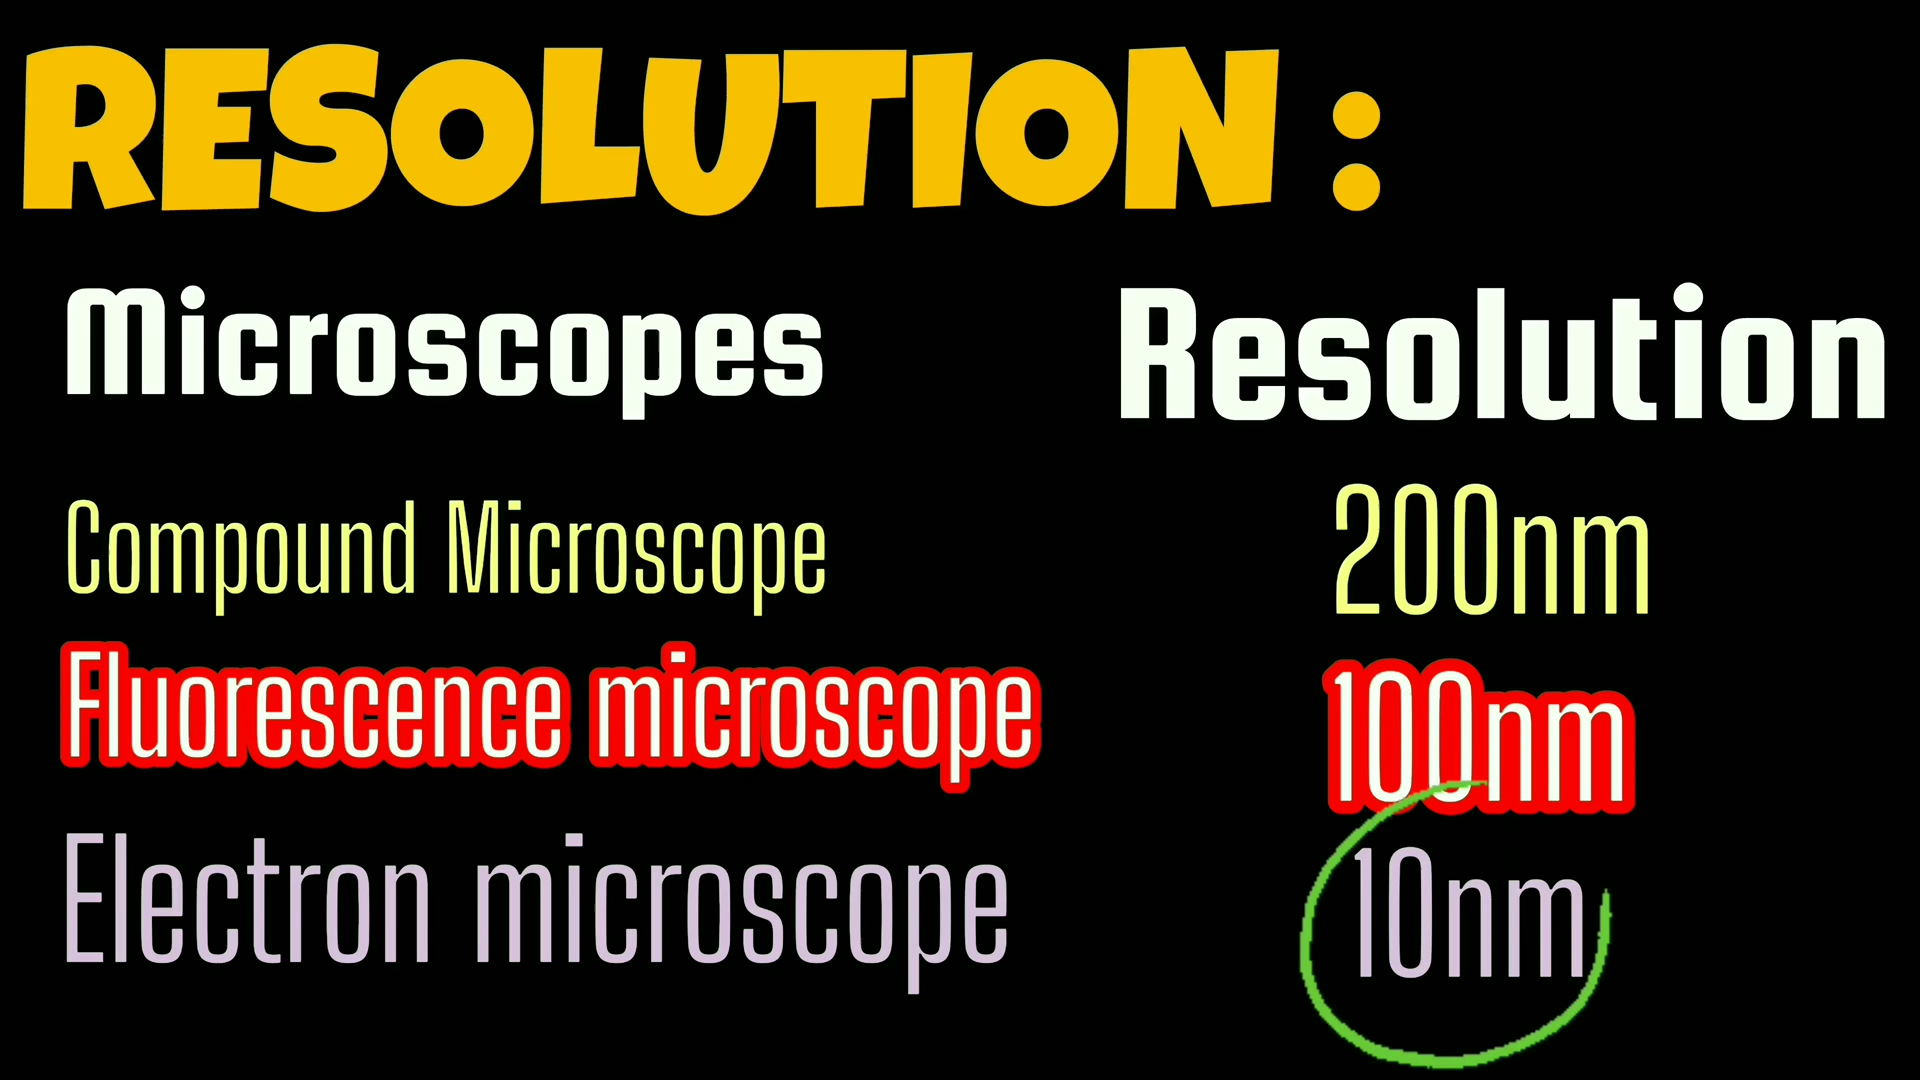 RESOLUTION :
Microscopes Resolution
Compound Microscope 200nm
Fluorescence microscope 100nm
Electron microscope 10nm